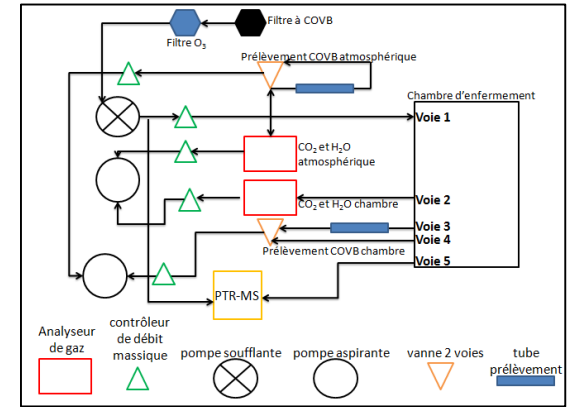 Filtre à COVB
Filtre O₃
Prélèvement COVB atmosphérique
Chambre d'enfermement
Voie 1
CO₂ et H₂O
atmosphérique
Voie 2
CO₂ et H₂O chambre
Voie 3
Voie 4
Prélèvement COVB chambre
Voie 5
PTR-MS
Analyseur
de gaz
contrôleur
de débit
massique
pompe soufflante
pompe aspirante
vanne 2 voies
tube
prélèvement